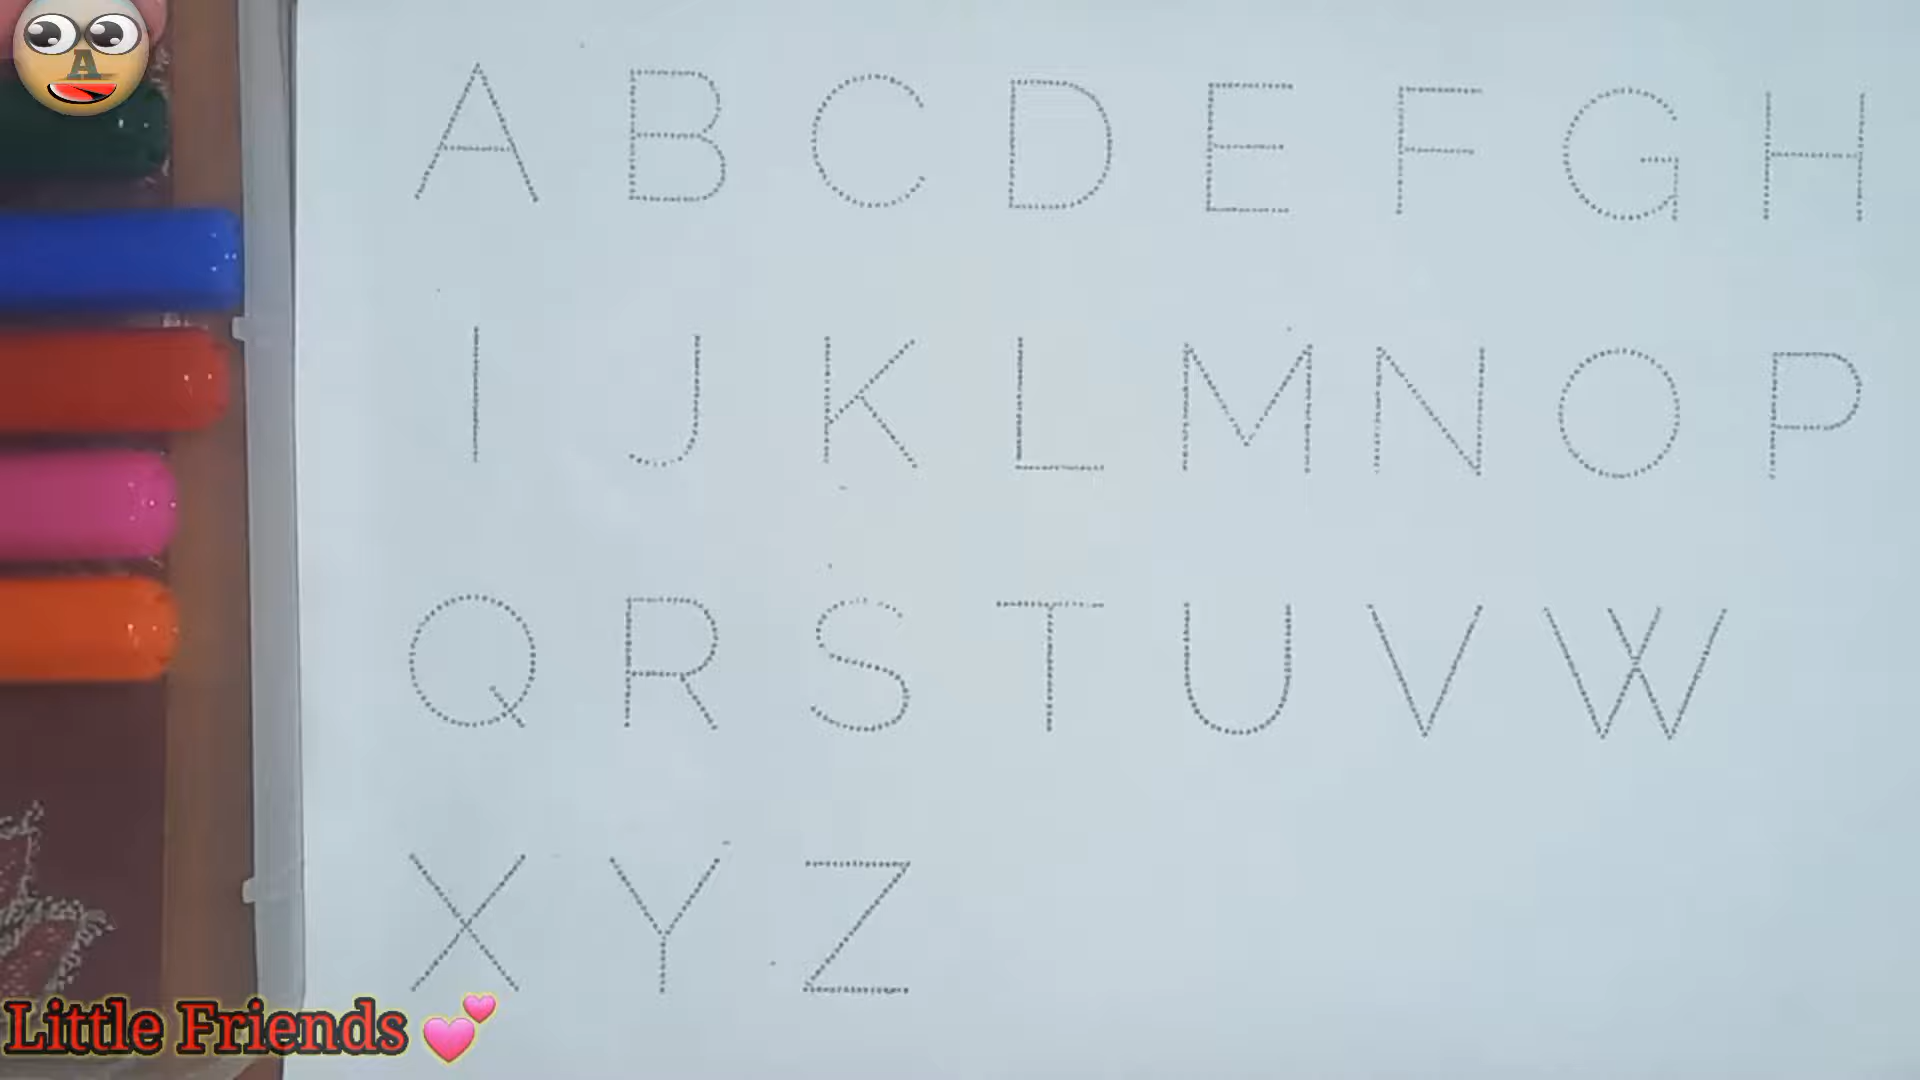 A
A B C D E F G H
I J K L M N O P
Q R S T U V W
X Y Z
Little Friends 💕